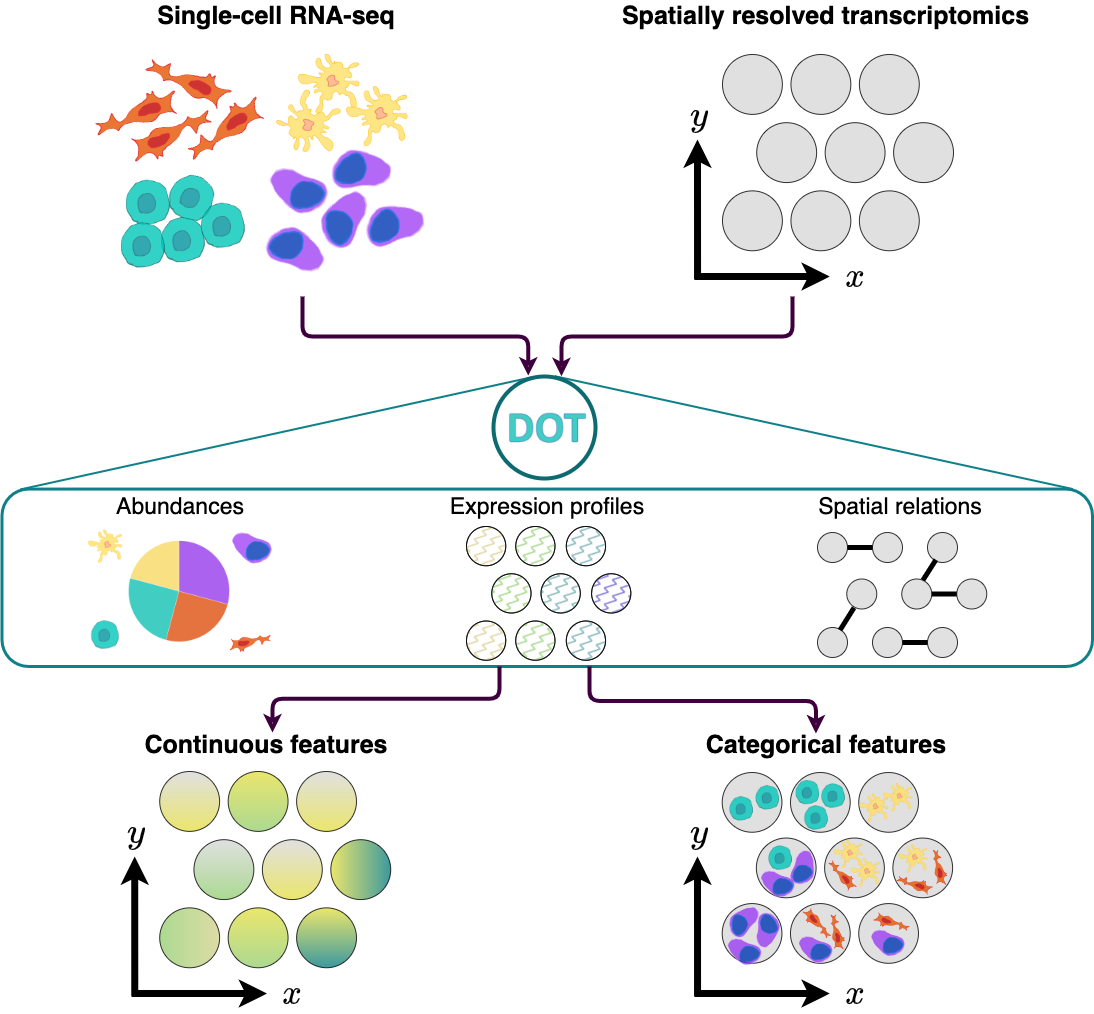 Single-cell RNA-seq
Spatially resolved transcriptomics
y
x
DOT
Abundances
Expression profiles
Spatial relations
Continuous features
Categorical features
y
x
y
x